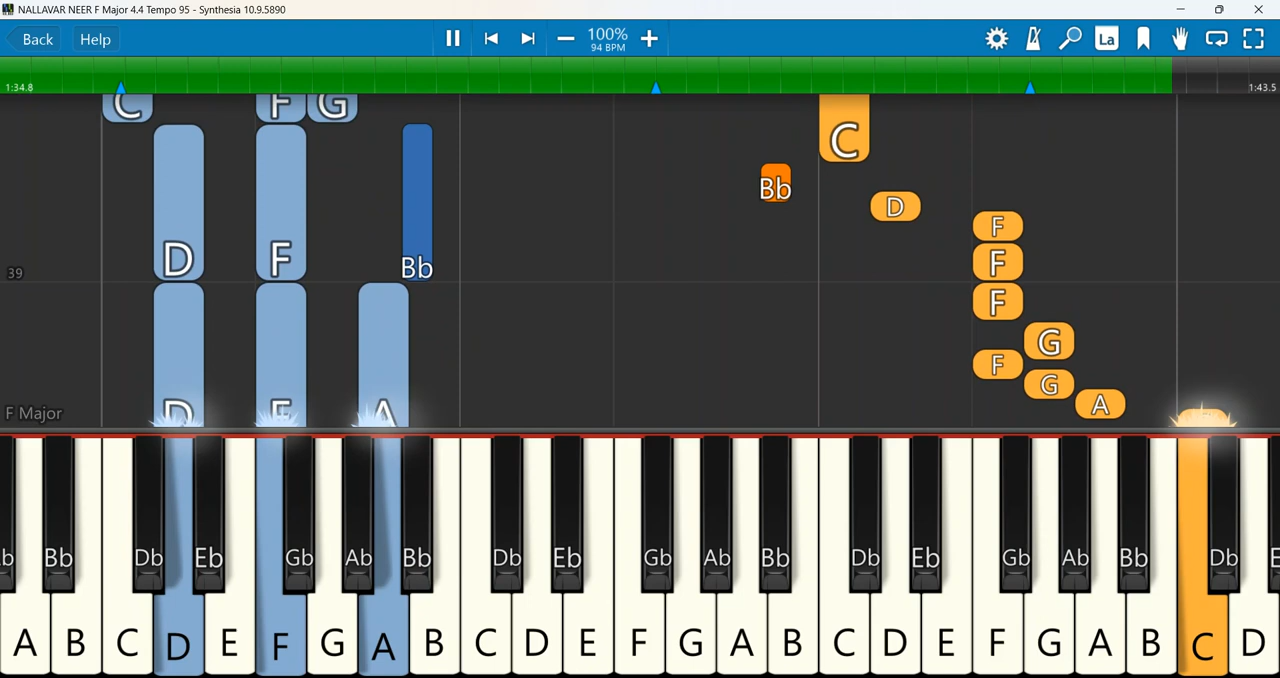 NALLAVAR NEER F Major 4.4 Tempo 95 - Synthesia 10.9.5890
Back Help 100% La
94 BPM
1:34.8 1:43.5
C F G C
Bb
D
D F Bb F
39 F
F
G
F G
F Major D F A A
Bb Db Eb Gb Ab Bb Db Eb Gb Ab Bb Db Eb Gb Ab Bb Db
A B C D E F G A B C D E F G A B C D E F G A B C D